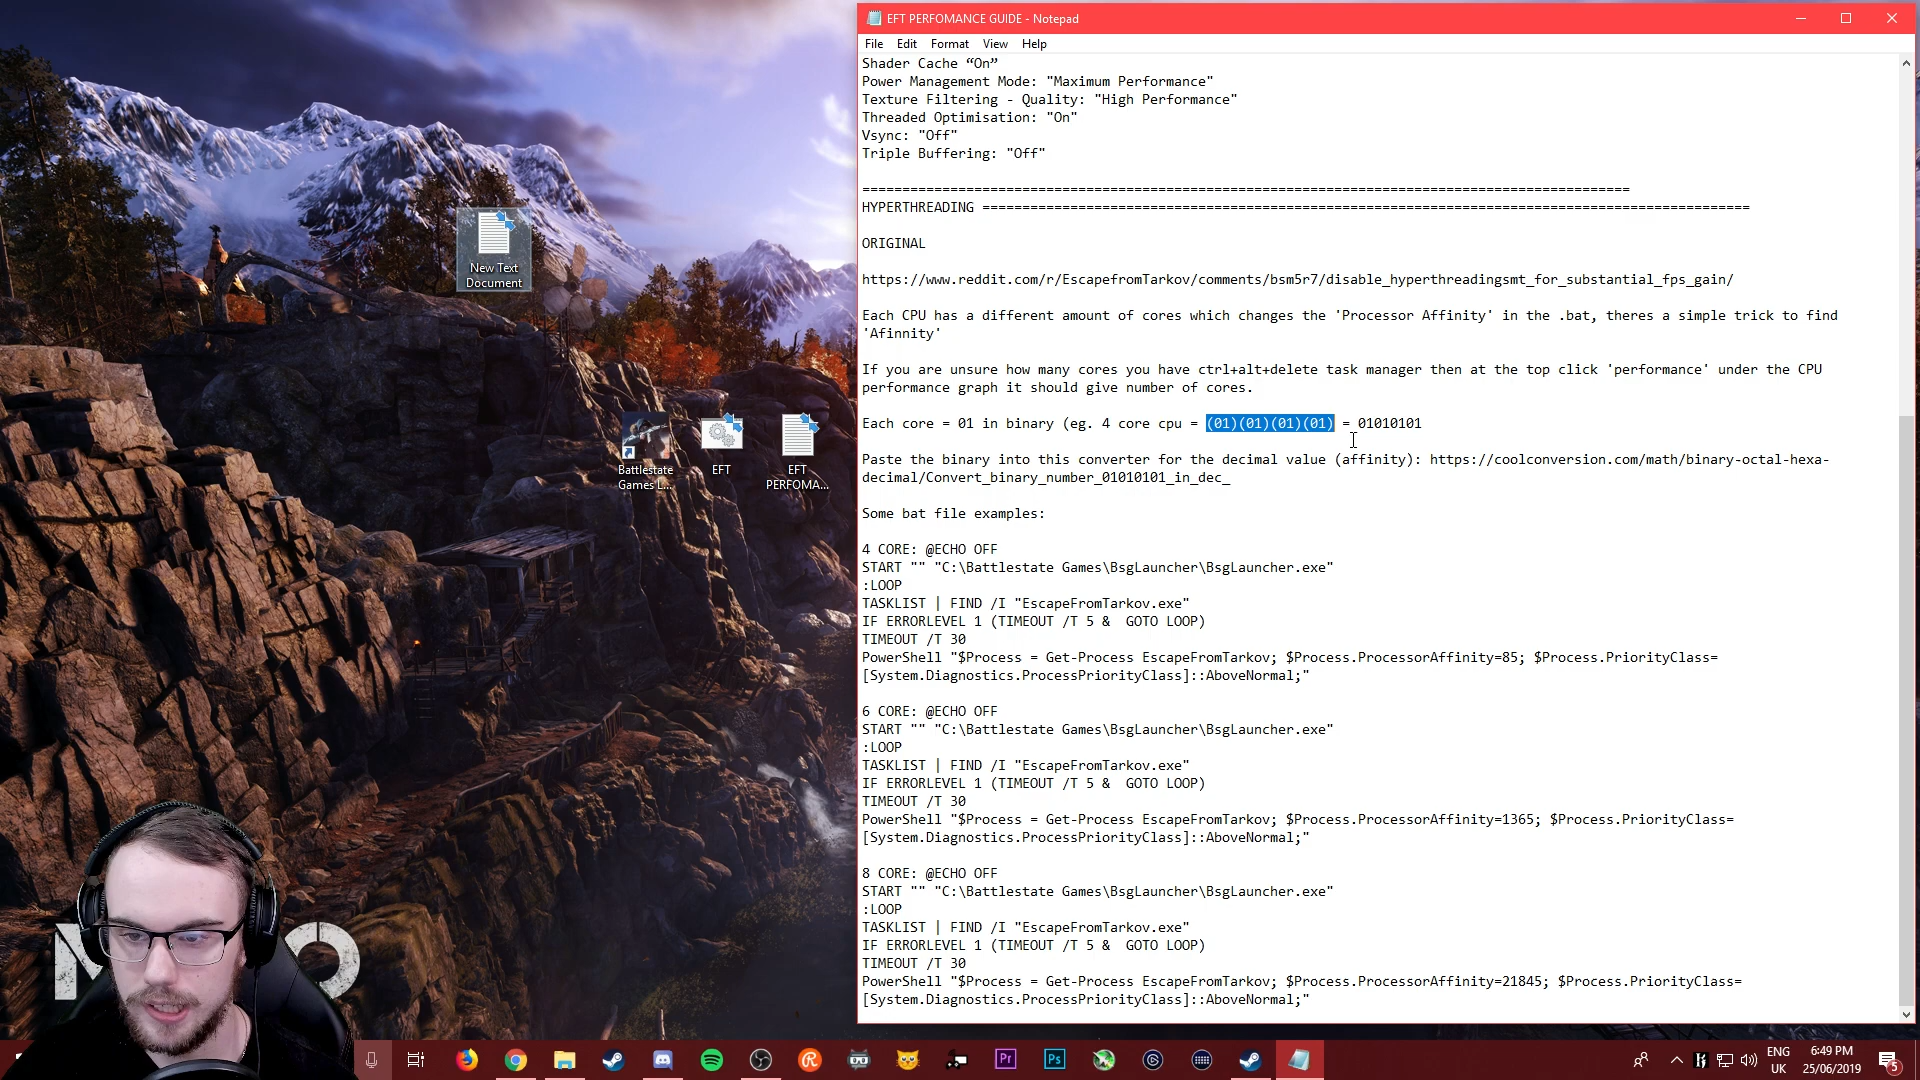 EFT PERFOMANCE GUIDE - Notepad
File Edit Format View Help
Shader Cache “On”
Power Management Mode: "Maximum Performance"
Texture Filtering - Quality: "High Performance"
Threaded Optimisation: "On"
Vsync: "Off"
Triple Buffering: "Off"
================================================================================================
HYPERTHREADING ================================================================================================
ORIGINAL
https://www.reddit.com/r/EscapefromTarkov/comments/bsm5r7/disable_hyperthreadingsmt_for_substantial_fps_gain/
Each CPU has a different amount of cores which changes the 'Processor Affinity' in the .bat, theres a simple trick to find
'Afinnity'
If you are unsure how many cores you have ctrl+alt+delete task manager then at the top click 'performance' under the CPU
performance graph it should give number of cores.
Each core = 01 in binary (eg. 4 core cpu = (01)(01)(01)(01) = 01010101
Paste the binary into this converter for the decimal value (affinity): https://coolconversion.com/math/binary-octal-hexa-
decimal/Convert_binary_number_01010101_in_dec_
Some bat file examples:
4 CORE: @ECHO OFF
START "" "C:\Battlestate Games\BsgLauncher\BsgLauncher.exe"
:LOOP
TASKLIST | FIND /I "EscapeFromTarkov.exe"
IF ERRORLEVEL 1 (TIMEOUT /T 5 &  GOTO LOOP)
TIMEOUT /T 30
PowerShell "$Process = Get-Process EscapeFromTarkov; $Process.ProcessorAffinity=85; $Process.PriorityClass=
[System.Diagnostics.ProcessPriorityClass]::AboveNormal;"
6 CORE: @ECHO OFF
START "" "C:\Battlestate Games\BsgLauncher\BsgLauncher.exe"
:LOOP
TASKLIST | FIND /I "EscapeFromTarkov.exe"
IF ERRORLEVEL 1 (TIMEOUT /T 5 &  GOTO LOOP)
TIMEOUT /T 30
PowerShell "$Process = Get-Process EscapeFromTarkov; $Process.ProcessorAffinity=1365; $Process.PriorityClass=
[System.Diagnostics.ProcessPriorityClass]::AboveNormal;"
8 CORE: @ECHO OFF
START "" "C:\Battlestate Games\BsgLauncher\BsgLauncher.exe"
:LOOP
TASKLIST | FIND /I "EscapeFromTarkov.exe"
IF ERRORLEVEL 1 (TIMEOUT /T 5 &  GOTO LOOP)
TIMEOUT /T 30
PowerShell "$Process = Get-Process EscapeFromTarkov; $Process.ProcessorAffinity=21845; $Process.PriorityClass=
[System.Diagnostics.ProcessPriorityClass]::AboveNormal;"
New Text
Document
Battlestate
Games L...
EFT
EFT
PERFOMA...
Pr
Ps
ENG
UK
6:49 PM
25/06/2019
5